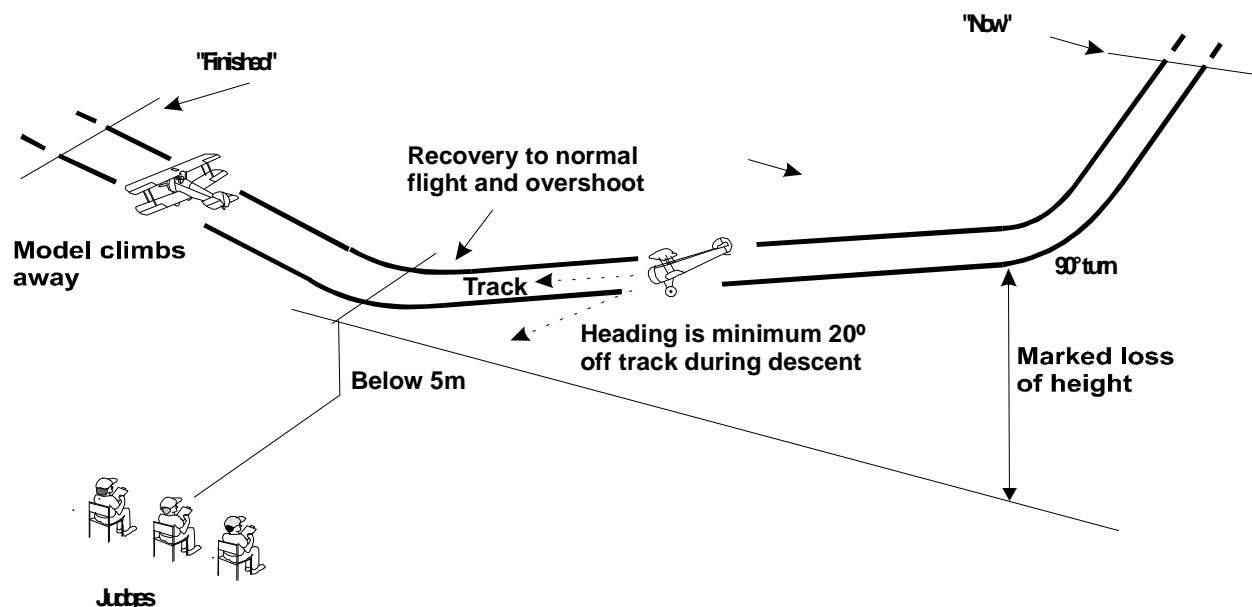 "Now"
"Finished"
Recovery to normal
flight and overshoot
Model climbs
away
Track
90° turn
Heading is minimum 20º
off track during descent
Marked loss
of height
Below 5m
Judges